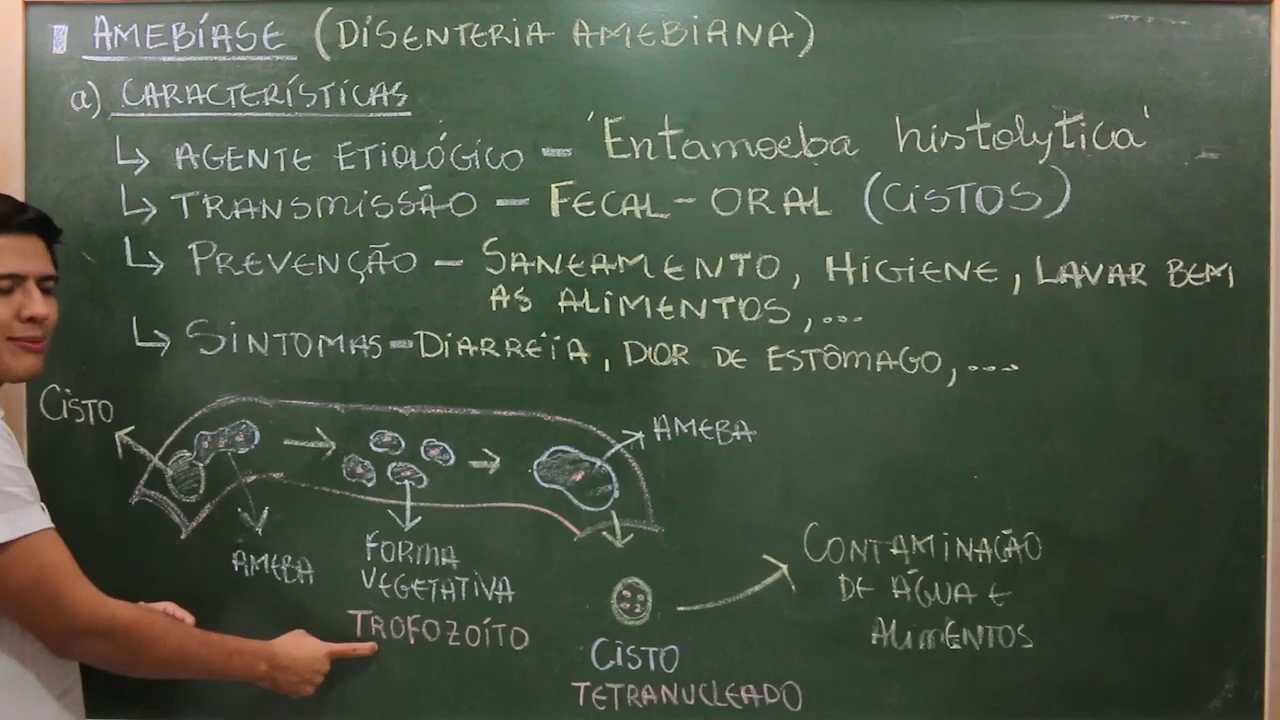 AMEBÍASE (DISENTERIA AMEBIANA)
a) CARACTERÍSTICAS
↳ AGENTE ETIOLÓGICO – 'Entamoeba histolytica'
↳ TRANSMISSÃO – FECAL-ORAL (CISTOS)
↳ PREVENÇÃO – SANEAMENTO, HIGIENE, LAVAR BEM
AS ALIMENTOS,...
↳ SINTOMAS – DIARREIA, DOR DE ESTÔMAGO,...
CISTO
AMEBA
AMEBA
FORMA
VEGETATIVA
TROFOZOÍTO
CISTO
TETRANUCLEADO
CONTAMINAÇÃO
DE ÁGUA E
ALIMENTOS